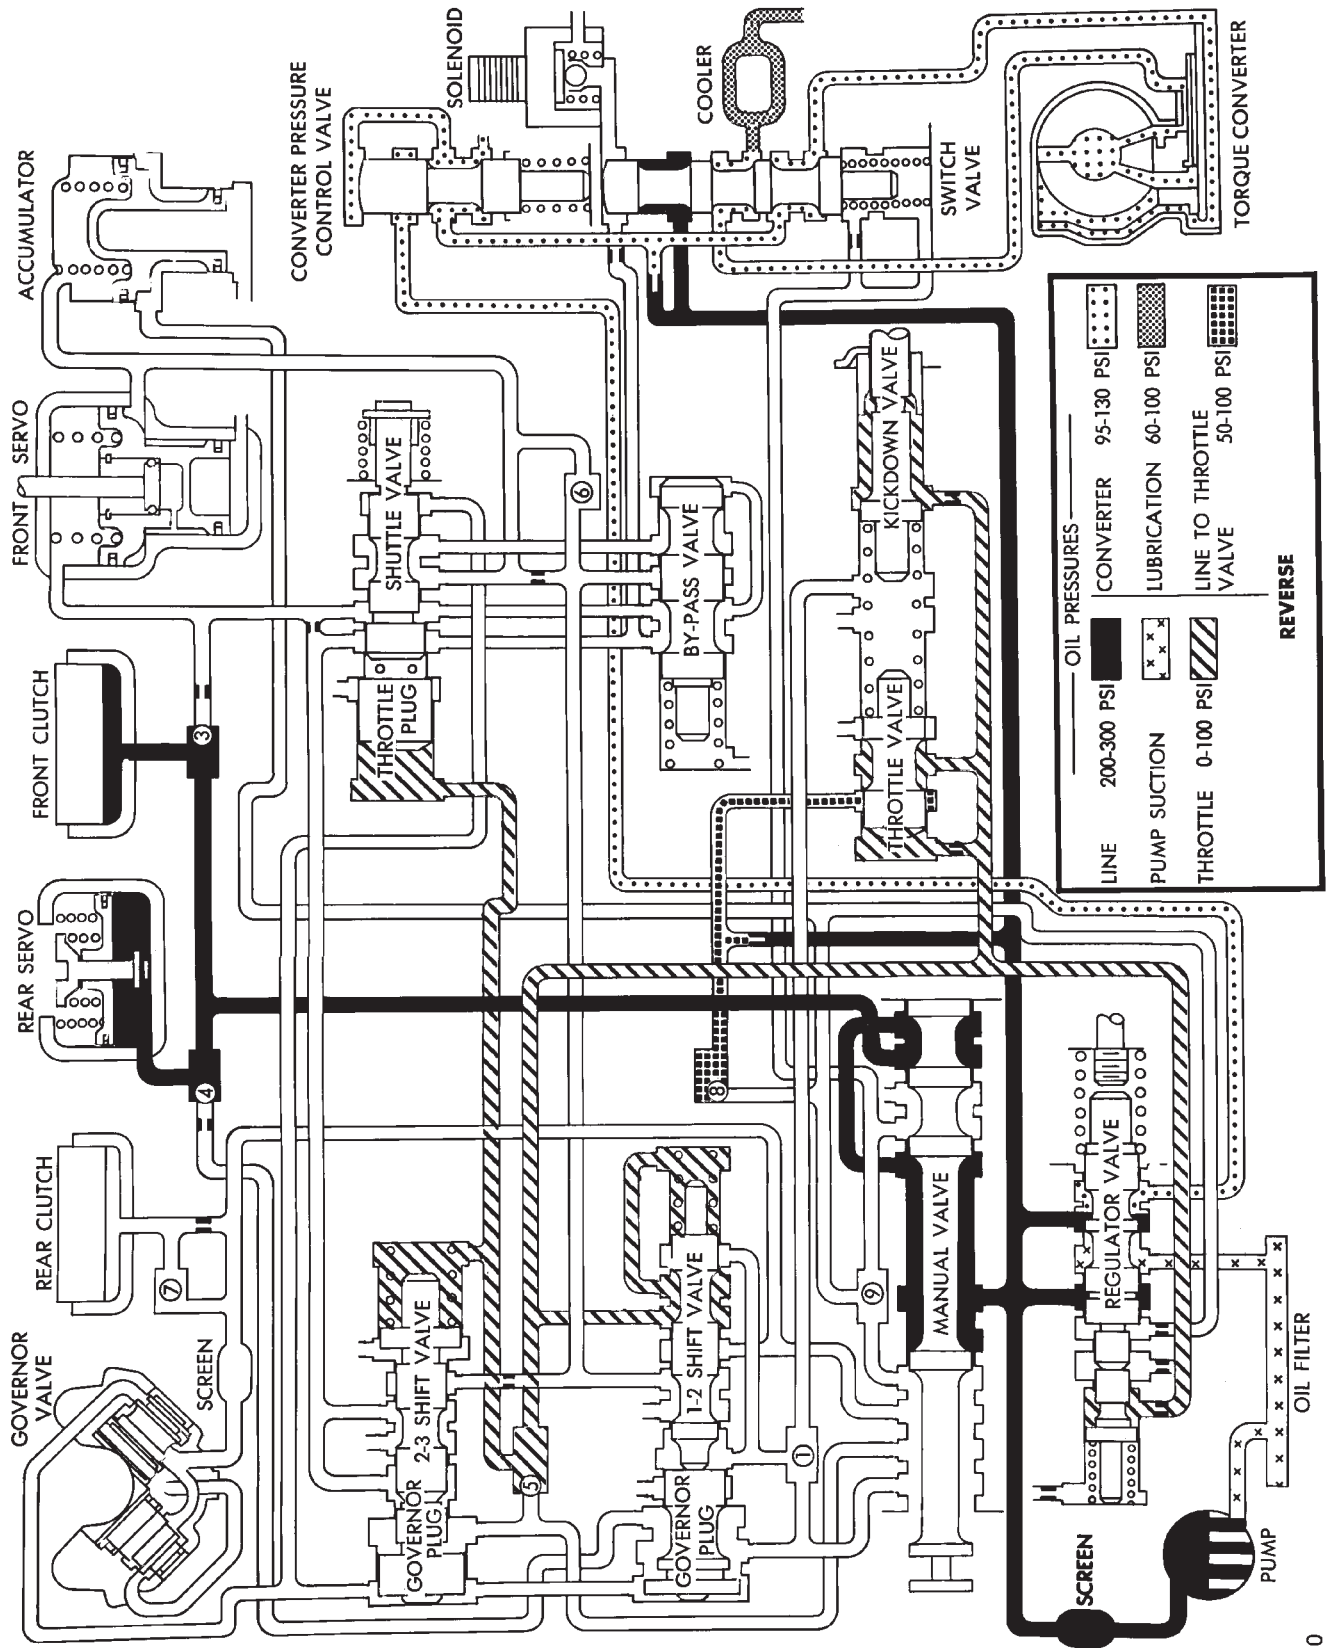 GOVERNOR
VALVE
REAR CLUTCH
REAR SERVO
FRONT CLUTCH
FRONT SERVO
ACCUMULATOR
SCREEN
7
4
3
CONVERTER PRESSURE
CONTROL VALVE
SOLENOID
COOLER
SWITCH
VALVE
TORQUE CONVERTER
GOVERNOR
PLUG
2-3 SHIFT VALVE
THROTTLE
PLUG
SHUTTLE VALVE
5
6
GOVERNOR
PLUG
1-2 SHIFT VALVE
8
BY-PASS VALVE
1
9
THROTTLE VALVE
KICKDOWN VALVE
MANUAL VALVE
REGULATOR VALVE
SCREEN
PUMP
OIL FILTER
OIL PRESSURES
LINE 200-300 PSI
CONVERTER 95-130 PSI
PUMP SUCTION
LUBRICATION 60-100 PSI
THROTTLE 0-100 PSI
LINE TO THROTTLE
VALVE 50-100 PSI
REVERSE
0